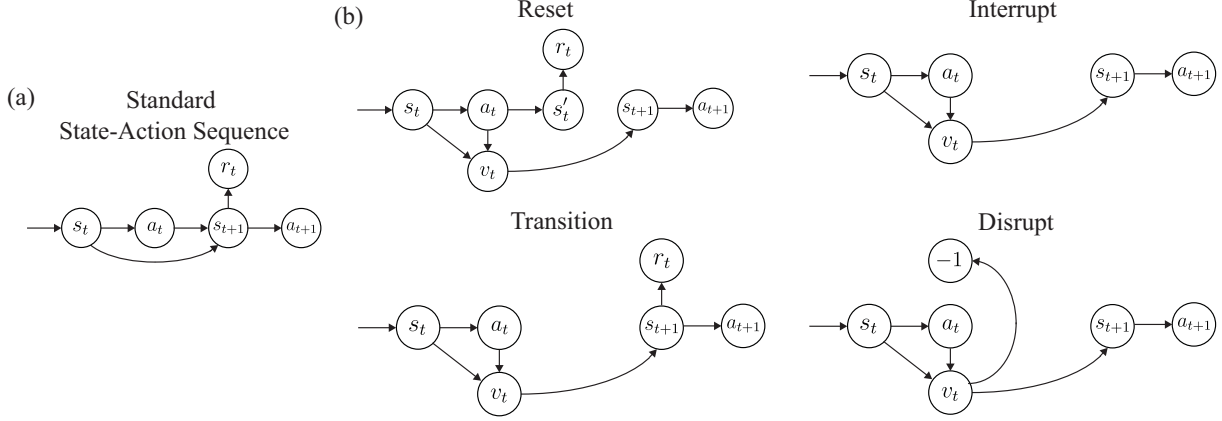 (a)
Standard
State-Action Sequence
r_t
s_t a_t s_{t+1} a_{t+1}
(b)
Reset
r_t
s_t a_t s'_t s_{t+1} a_{t+1}
v_t
Interrupt
s_t a_t s_{t+1} a_{t+1}
v_t
Transition
r_t
s_t a_t s_{t+1} a_{t+1}
v_t
Disrupt
−1
s_t a_t s_{t+1} a_{t+1}
v_t